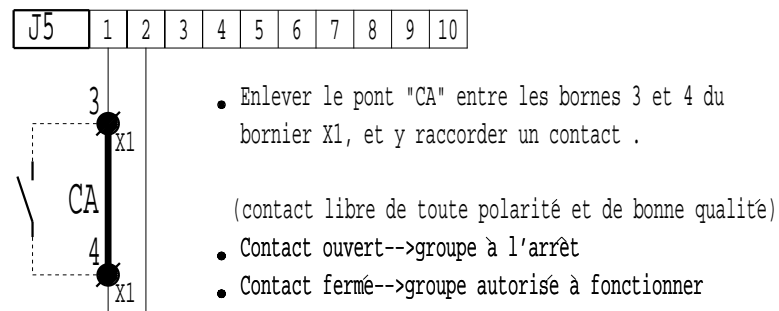 J5 1 2 3 4 5 6 7 8 9 10
3
X1
CA
4
X1
• Enlever le pont "CA" entre les bornes 3 et 4 du
bornier X1, et y raccorder un contact .
(contact libre de toute polarité et de bonne qualité)
• Contact ouvert-->groupe à l'arrêt
• Contact fermé-->groupe autorisé à fonctionner